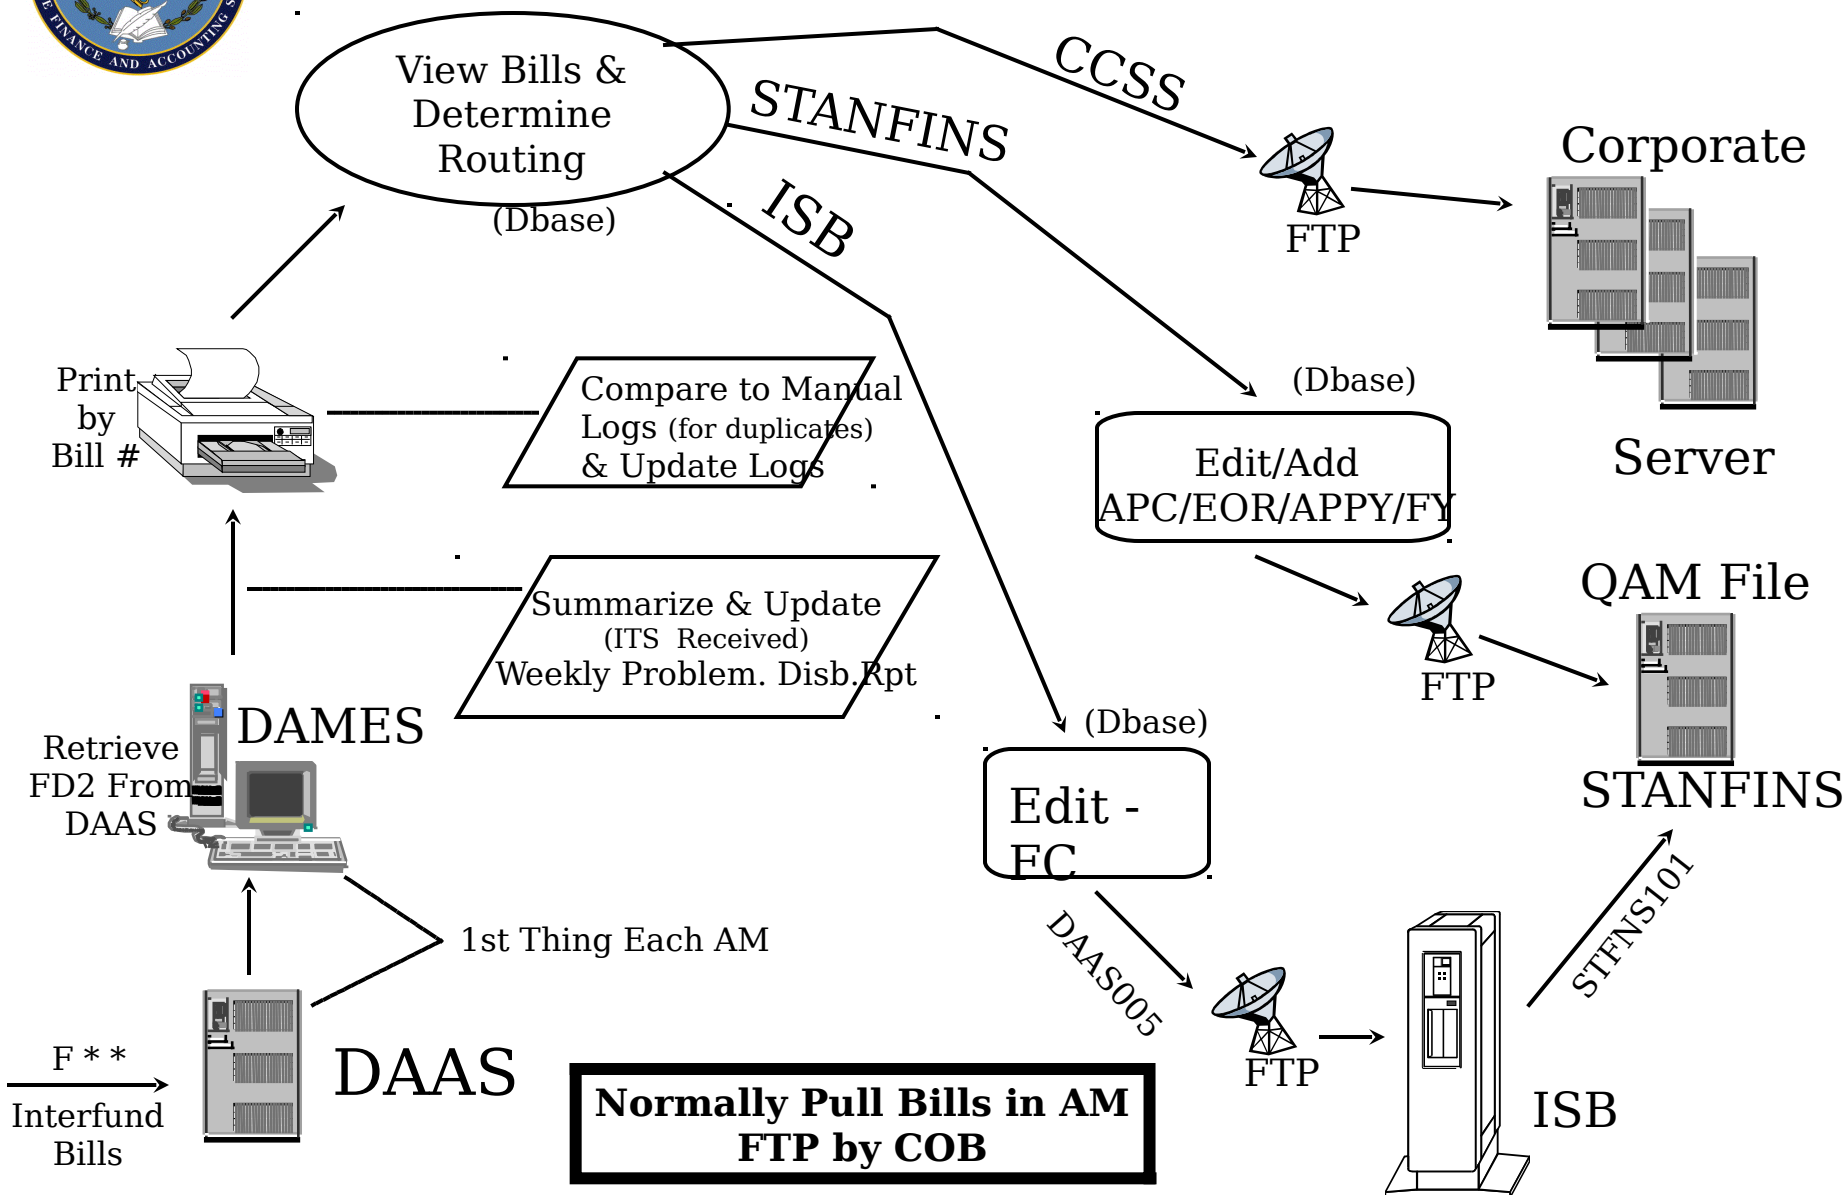 E FINANCE AND ACCOUNTING S
View Bills &
Determine
Routing
(Dbase)
CCSS
STANFINS
ISB
FTP
Corporate
Server
Print
by
Bill #
Compare to Manual
Logs (for duplicates)
& Update Logs
(Dbase)
Edit/Add
APC/EOR/APPY/FY
Summarize & Update
(ITS  Received)
Weekly Problem. Disb.Rpt
FTP
QAM File
STANFINS
DAMES
Retrieve
FD2 From
DAAS
(Dbase)
Edit -
FC
1st Thing Each AM
DAAS005
STFNS101
F * *
Interfund
Bills
DAAS
Normally Pull Bills in AM
FTP by COB
FTP
ISB